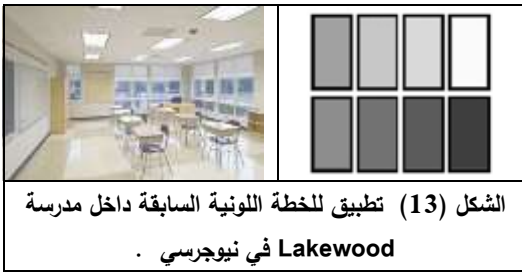 الشكل (13) تطبيق للخطة اللونية السابقة داخل مدرسة
Lakewood في نيوجرسي .